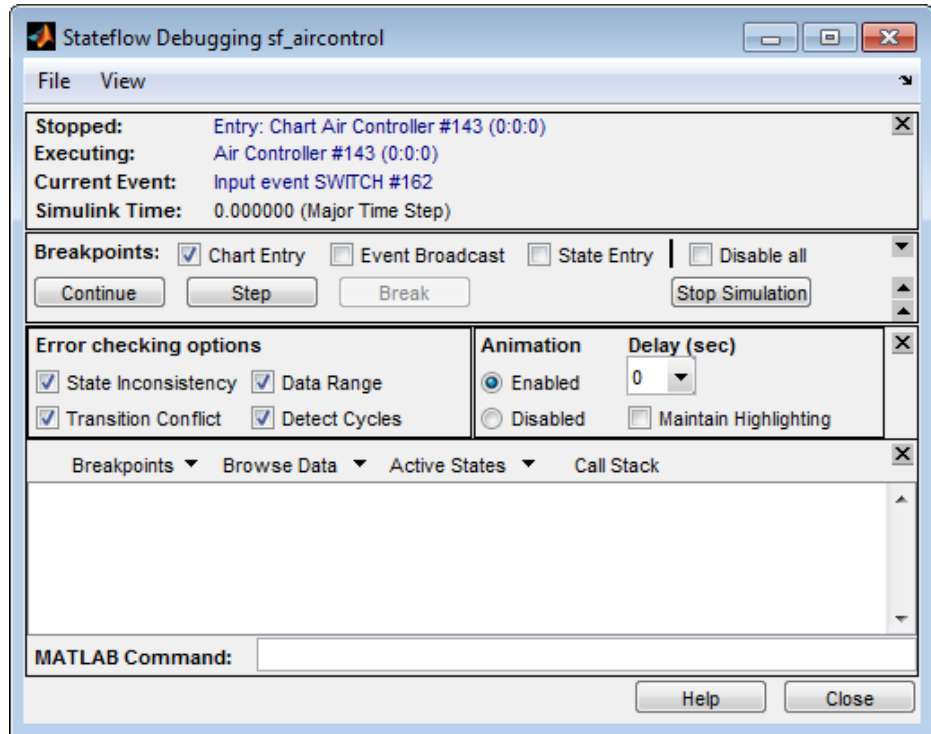 Stateflow Debugging sf_aircontrol
File View
Stopped: Entry: Chart Air Controller #143 (0:0:0)
Executing: Air Controller #143 (0:0:0)
Current Event: Input event SWITCH #162
Simulink Time: 0.000000 (Major Time Step)
Breakpoints: Chart Entry Event Broadcast State Entry Disable all
Continue Step Break Stop Simulation
Error checking options Animation Delay (sec)
State Inconsistency Data Range Enabled 0
Transition Conflict Detect Cycles Disabled Maintain Highlighting
Breakpoints Browse Data Active States Call Stack
MATLAB Command:
Help Close